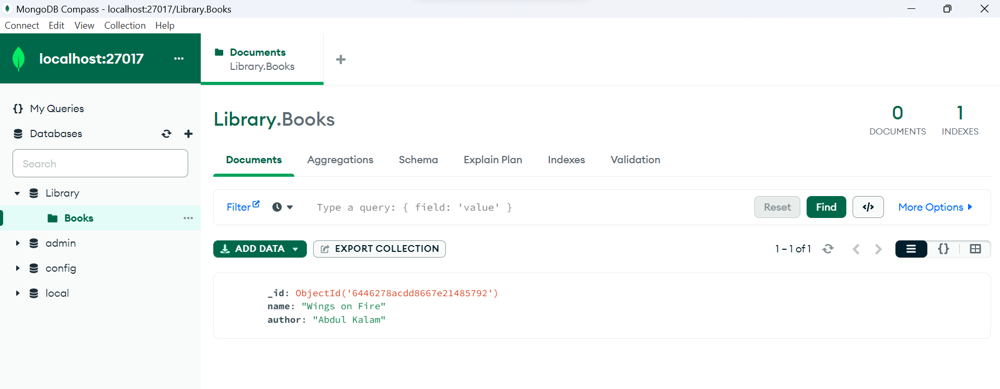 MongoDB Compass - localhost:27017/Library.Books
Connect Edit View Collection Help
localhost:27017 ...
Documents
Library.Books
+
{} My Queries
Databases
Search
Library
Books ...
admin
config
local
Library.Books
0 DOCUMENTS
1 INDEXES
Documents Aggregations Schema Explain Plan Indexes Validation
Filter Type a query: { field: 'value' } Reset Find </> More Options
ADD DATA EXPORT COLLECTION 1 – 1 of 1 {}
_id: ObjectId('6446278acdd8667e21485792')
name: "Wings on Fire"
author: "Abdul Kalam"